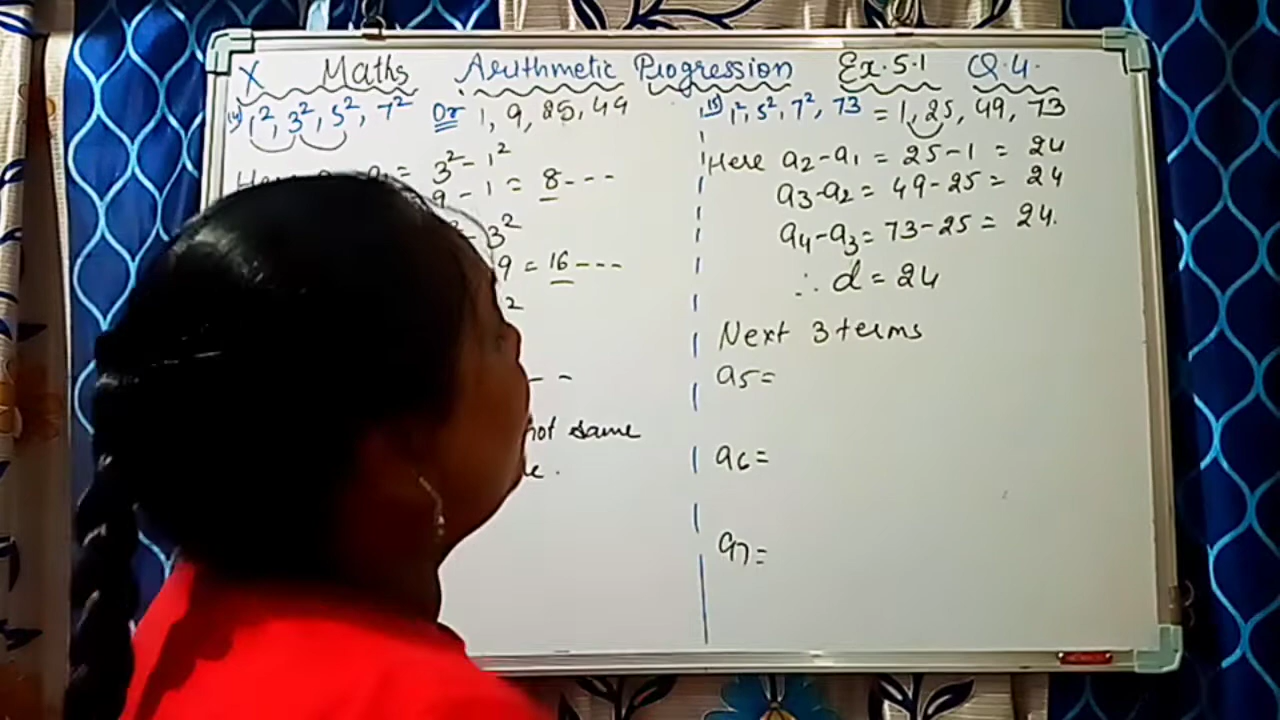 X Maths Arithmetic Progression Ex.5.1 Q.4.
(14) 1², 3², 5², 7² Or 1, 9, 25, 49
3² - 1²
9 - 1 = 8 ---
3²
9 = 16 ---
2
- -
not same
(15) 1², 5², 7², 73 = 1, 25, 49, 73
Here a2-a1 = 25-1 = 24
a3-a2 = 49-25 = 24
a4-a3 = 73-25 = 24.
∴ d = 24
Next 3 terms
a5 =
a6 =
a7 =